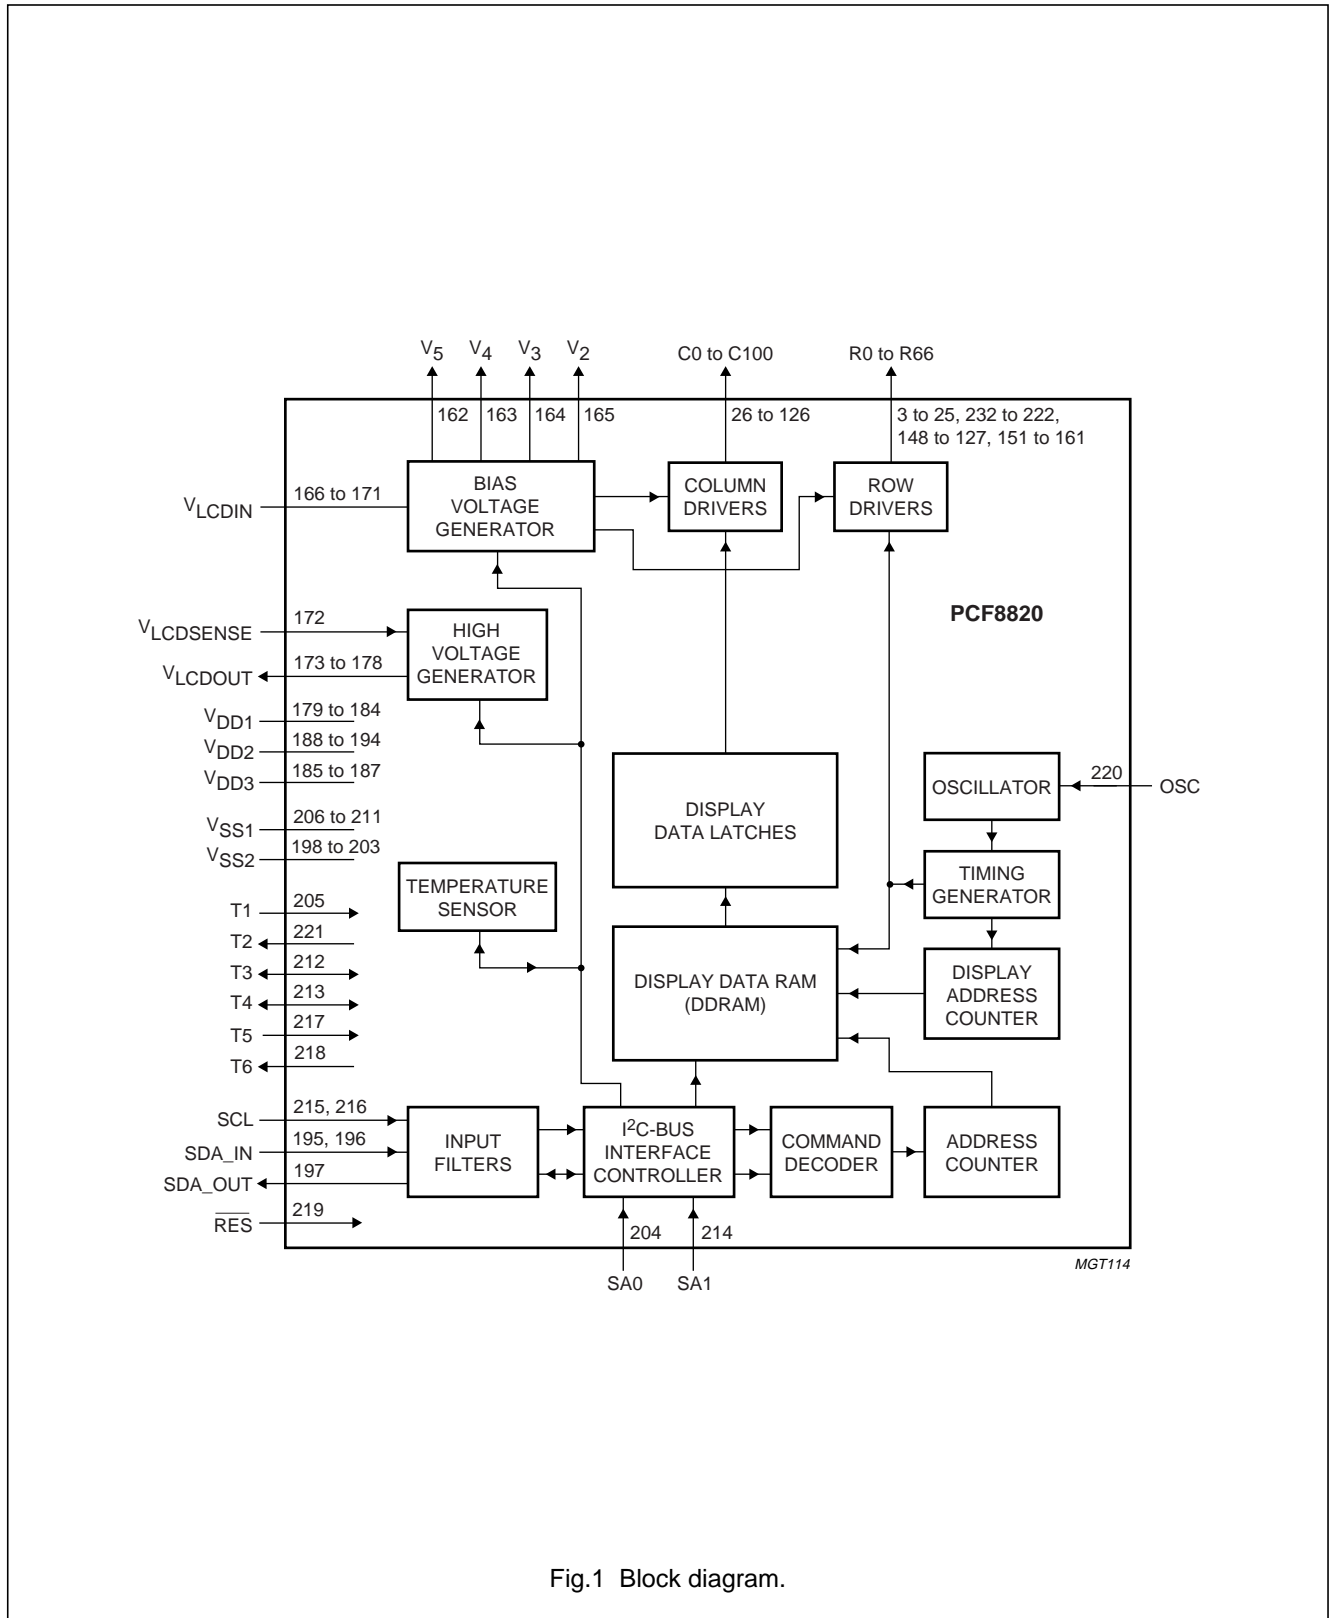 V5 V4 V3 V2 C0 to C100 R0 to R66
162 163 164 165 26 to 126 3 to 25, 232 to 222,
148 to 127, 151 to 161
BIAS
VOLTAGE
GENERATOR
COLUMN
DRIVERS
ROW
DRIVERS
VLCDIN 166 to 171
PCF8820
VLCDSENSE 172
VLCDOUT 173 to 178
HIGH
VOLTAGE
GENERATOR
VDD1 179 to 184
VDD2 188 to 194
VDD3 185 to 187
VSS1 206 to 211
VSS2 198 to 203
DISPLAY
DATA LATCHES
OSCILLATOR
220 OSC
TIMING
GENERATOR
TEMPERATURE
SENSOR
T1 205
T2 221
T3 212
T4 213
T5 217
T6 218
DISPLAY DATA RAM
(DDRAM)
DISPLAY
ADDRESS
COUNTER
SCL 215, 216
SDA_IN 195, 196
SDA_OUT 197
RES 219
INPUT
FILTERS
I2C-BUS
INTERFACE
CONTROLLER
COMMAND
DECODER
ADDRESS
COUNTER
204 214
SA0 SA1
MGT114
Fig.1 Block diagram.